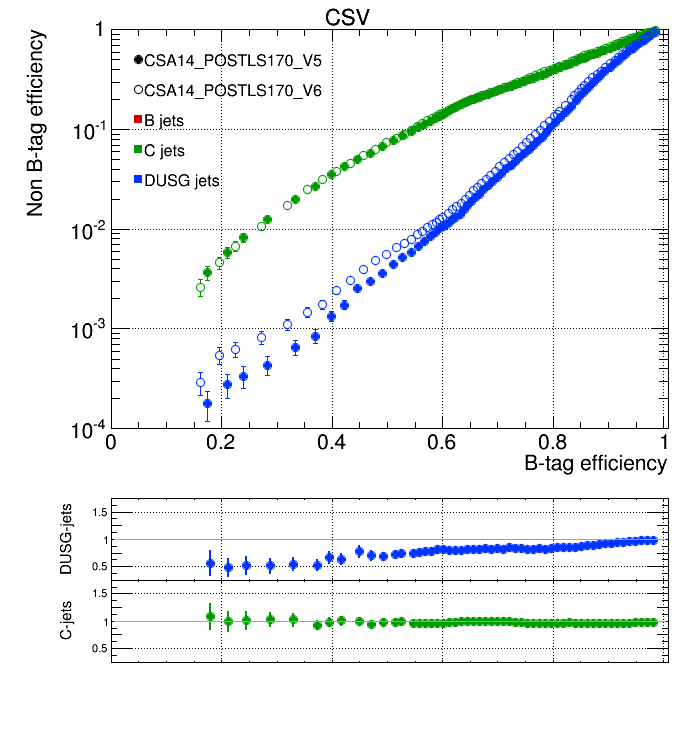 CSV
Non B-tag efficiency
1
10-1
10-2
10-3
10-4
CSA14_POSTLS170_V5
CSA14_POSTLS170_V6
B jets
C jets
DUSG jets
0 0.2 0.4 0.6 0.8 1
B-tag efficiency
DUSG-jets
1.5
1
0.5
C-jets
1.5
1
0.5